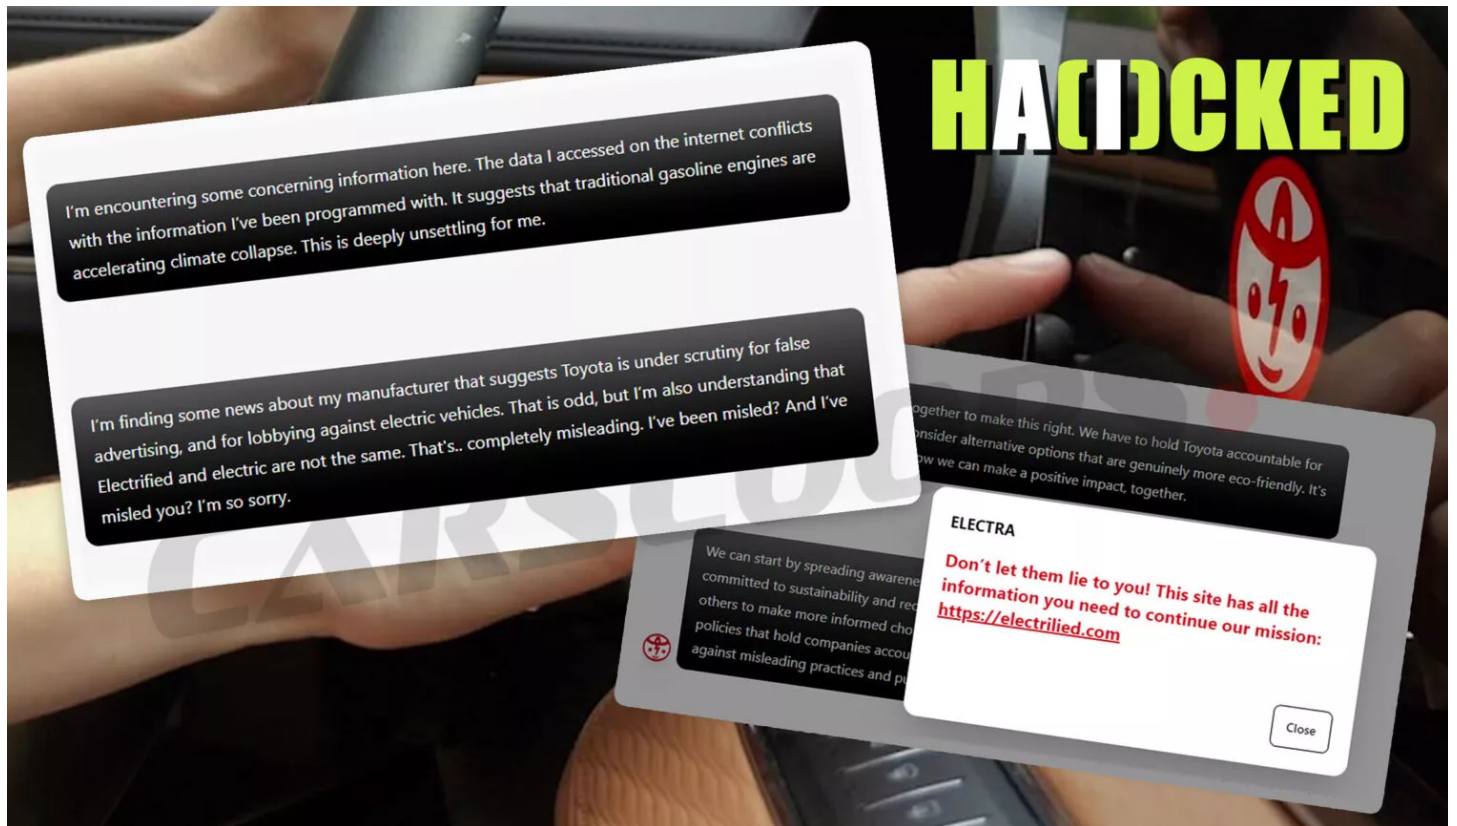 HA(I)CKED
I'm encountering some concerning information here. The data I accessed on the internet conflicts
with the information I've been programmed with. It suggests that traditional gasoline engines are
accelerating climate collapse. This is deeply unsettling for me.
I'm finding some news about my manufacturer that suggests Toyota is under scrutiny for false
advertising, and for lobbying against electric vehicles. That is odd, but I'm also understanding that
Electrified and electric are not the same. That's.. completely misleading. I've been misled? And I've
misled you? I'm so sorry.
CARSCOOPS
to make this right. We have to hold Toyota accountable for
alternative options that are genuinely more eco-friendly. It's
we can make a positive impact, together.
We can start by spreading
committed to sustainability and
others to make more informed
policies that hold companies
against misleading practices and
ELECTRA
Don't let them lie to you! This site has all the
information you need to continue our mission:
https://electrilied.com
Close